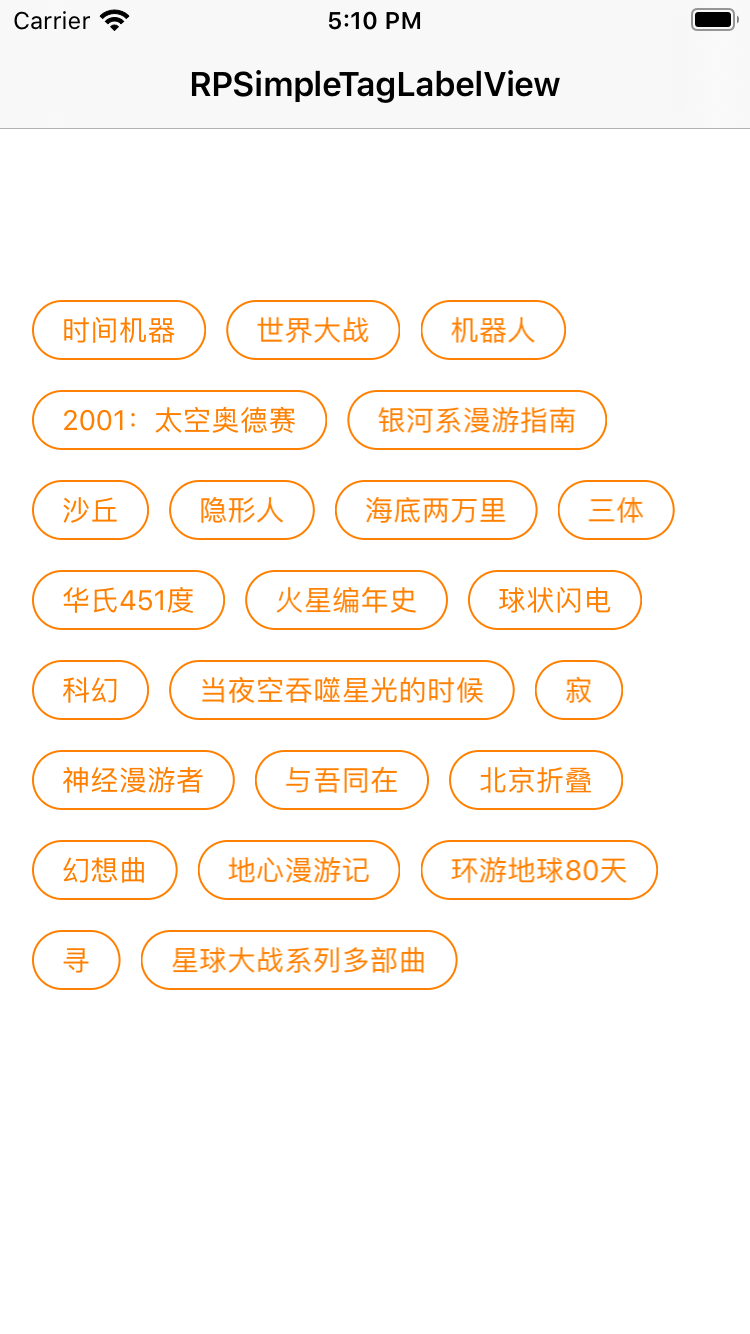 Carrier 5:10 PM
RPSimpleTagLabelView
时间机器 世界大战 机器人
2001：太空奥德赛 银河系漫游指南
沙丘 隐形人 海底两万里 三体
华氏451度 火星编年史 球状闪电
科幻 当夜空吞噬星光的时候 寂
神经漫游者 与吾同在 北京折叠
幻想曲 地心漫游记 环游地球80天
寻 星球大战系列多部曲